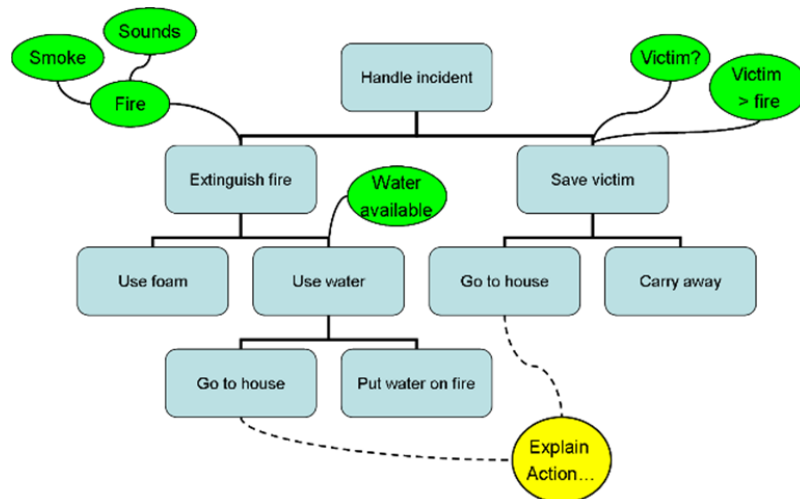 Sounds
Smoke
Fire
Handle incident
Victim?
Victim
> fire
Extinguish fire
Water
available
Save victim
Use foam
Use water
Go to house
Carry away
Go to house
Put water on fire
Explain
Action...